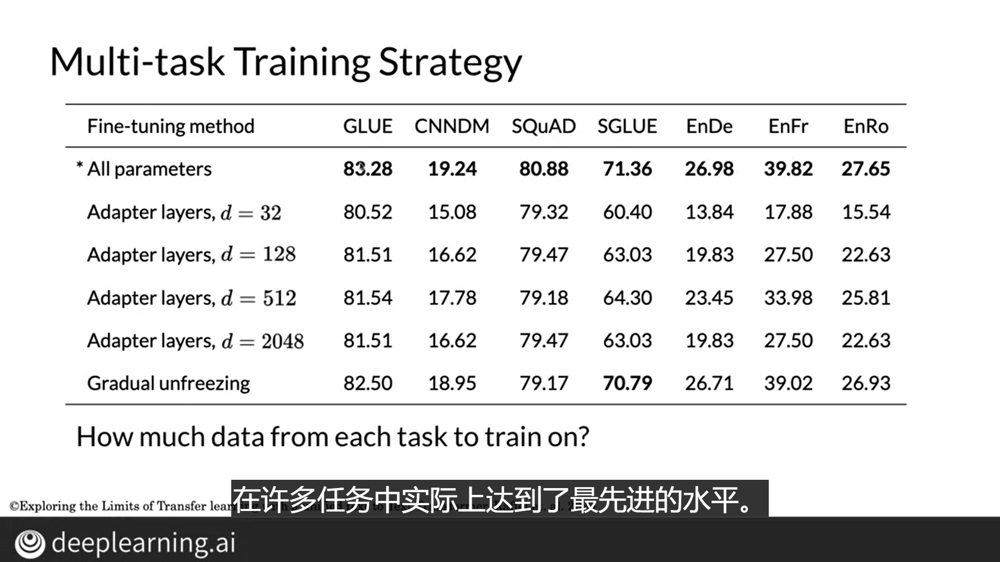 Multi-task Training Strategy
Fine-tuning method GLUE CNNDM SQuAD SGLUE EnDe EnFr EnRo
* All parameters 83.28 19.24 80.88 71.36 26.98 39.82 27.65
Adapter layers, d = 32 80.52 15.08 79.32 60.40 13.84 17.88 15.54
Adapter layers, d = 128 81.51 16.62 79.47 63.03 19.83 27.50 22.63
Adapter layers, d = 512 81.54 17.78 79.18 64.30 23.45 33.98 25.81
Adapter layers, d = 2048 81.51 16.62 79.47 63.03 19.83 27.50 22.63
Gradual unfreezing 82.50 18.95 79.17 70.79 26.71 39.02 26.93
How much data from each task to train on?
在许多任务中实际上达到了最先进的水平。
©Exploring the Limits of Transfer
deeplearning.ai